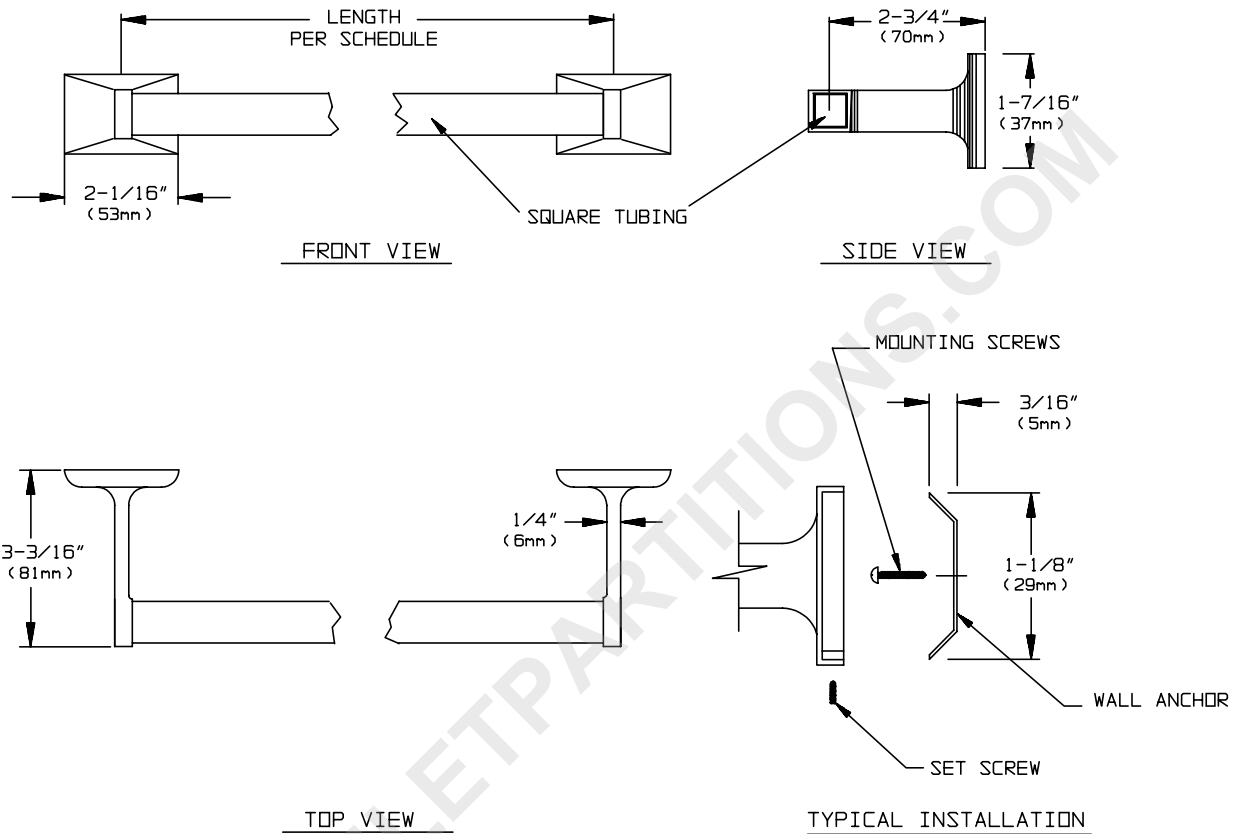 LENGTH
PER SCHEDULE
2-3/4"
(70mm)
1-7/16"
(37mm)
2-1/16"
(53mm)
SQUARE TUBING
FRONT VIEW
SIDE VIEW
MOUNTING SCREWS
3/16"
(5mm)
1/4"
(6mm)
3-3/16"
(81mm)
1-1/8"
(29mm)
WALL ANCHOR
SET SCREW
TOP VIEW
TYPICAL INSTALLATION
LETPARTITIONS.COM